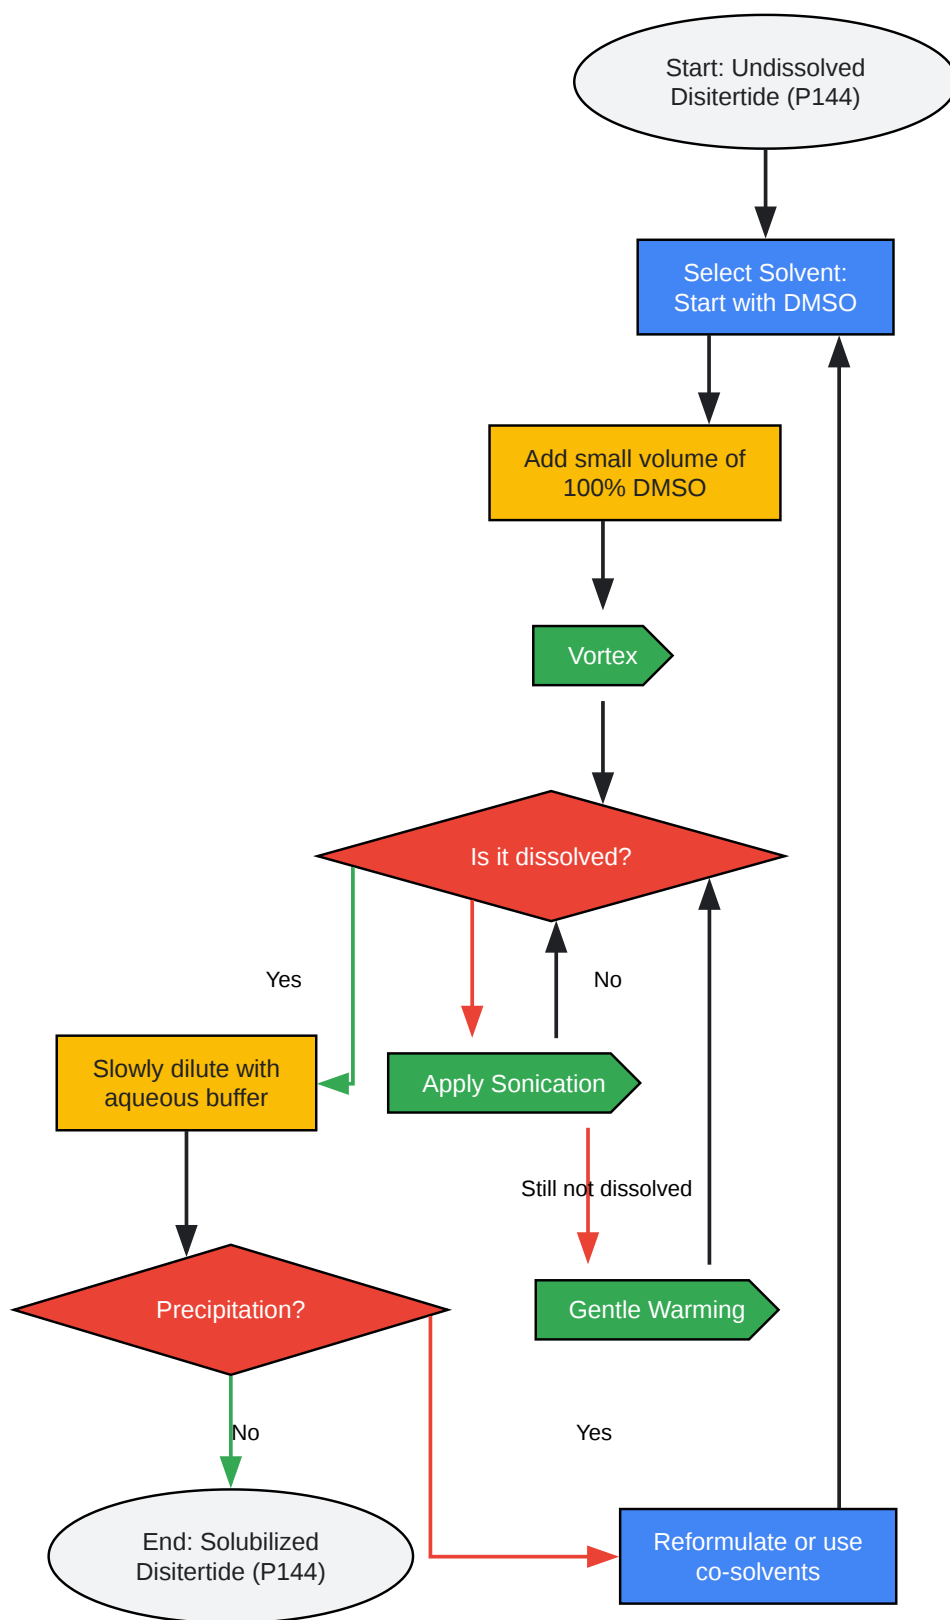 Start: Undissolved
Disitertide (P144)
Select Solvent:
Start with DMSO
Add small volume of
100% DMSO
Vortex
Is it dissolved?
Yes
No
Slowly dilute with
aqueous buffer
Apply Sonication
Still not dissolved
Precipitation?
Gentle Warming
No
Yes
End: Solubilized
Disitertide (P144)
Reformulate or use
co-solvents